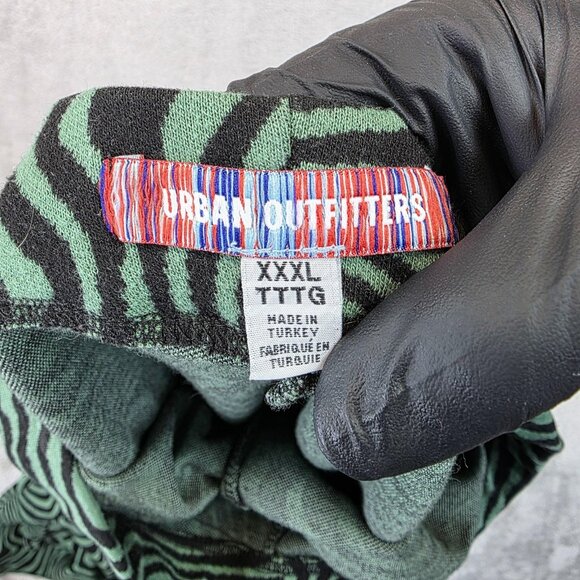 URBAN OUTFITTERS
XXXL
TTTG
MADE IN
TURKEY
FABRIQUÉ EN
TURQUIE